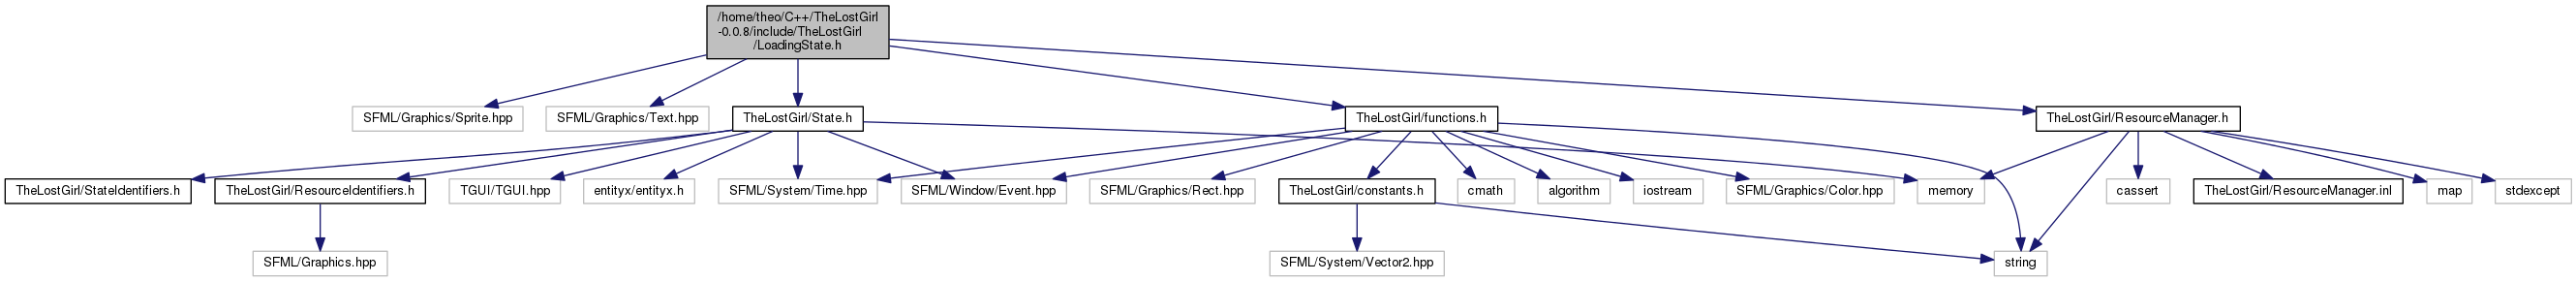 /home/theo/C++/TheLostGirl
-0.0.8/include/TheLostGirl
/LoadingState.h
SFML/Graphics/Sprite.hpp
SFML/Graphics/Text.hpp
TheLostGirl/State.h
TheLostGirl/functions.h
TheLostGirl/ResourceManager.h
TheLostGirl/StateIdentifiers.h
TheLostGirl/ResourceIdentifiers.h
TGUI/TGUI.hpp
entityx/entityx.h
SFML/System/Time.hpp
SFML/Window/Event.hpp
SFML/Graphics/Rect.hpp
TheLostGirl/constants.h
cmath
algorithm
iostream
SFML/Graphics/Color.hpp
memory
cassert
TheLostGirl/ResourceManager.inl
map
stdexcept
SFML/Graphics.hpp
SFML/System/Vector2.hpp
string